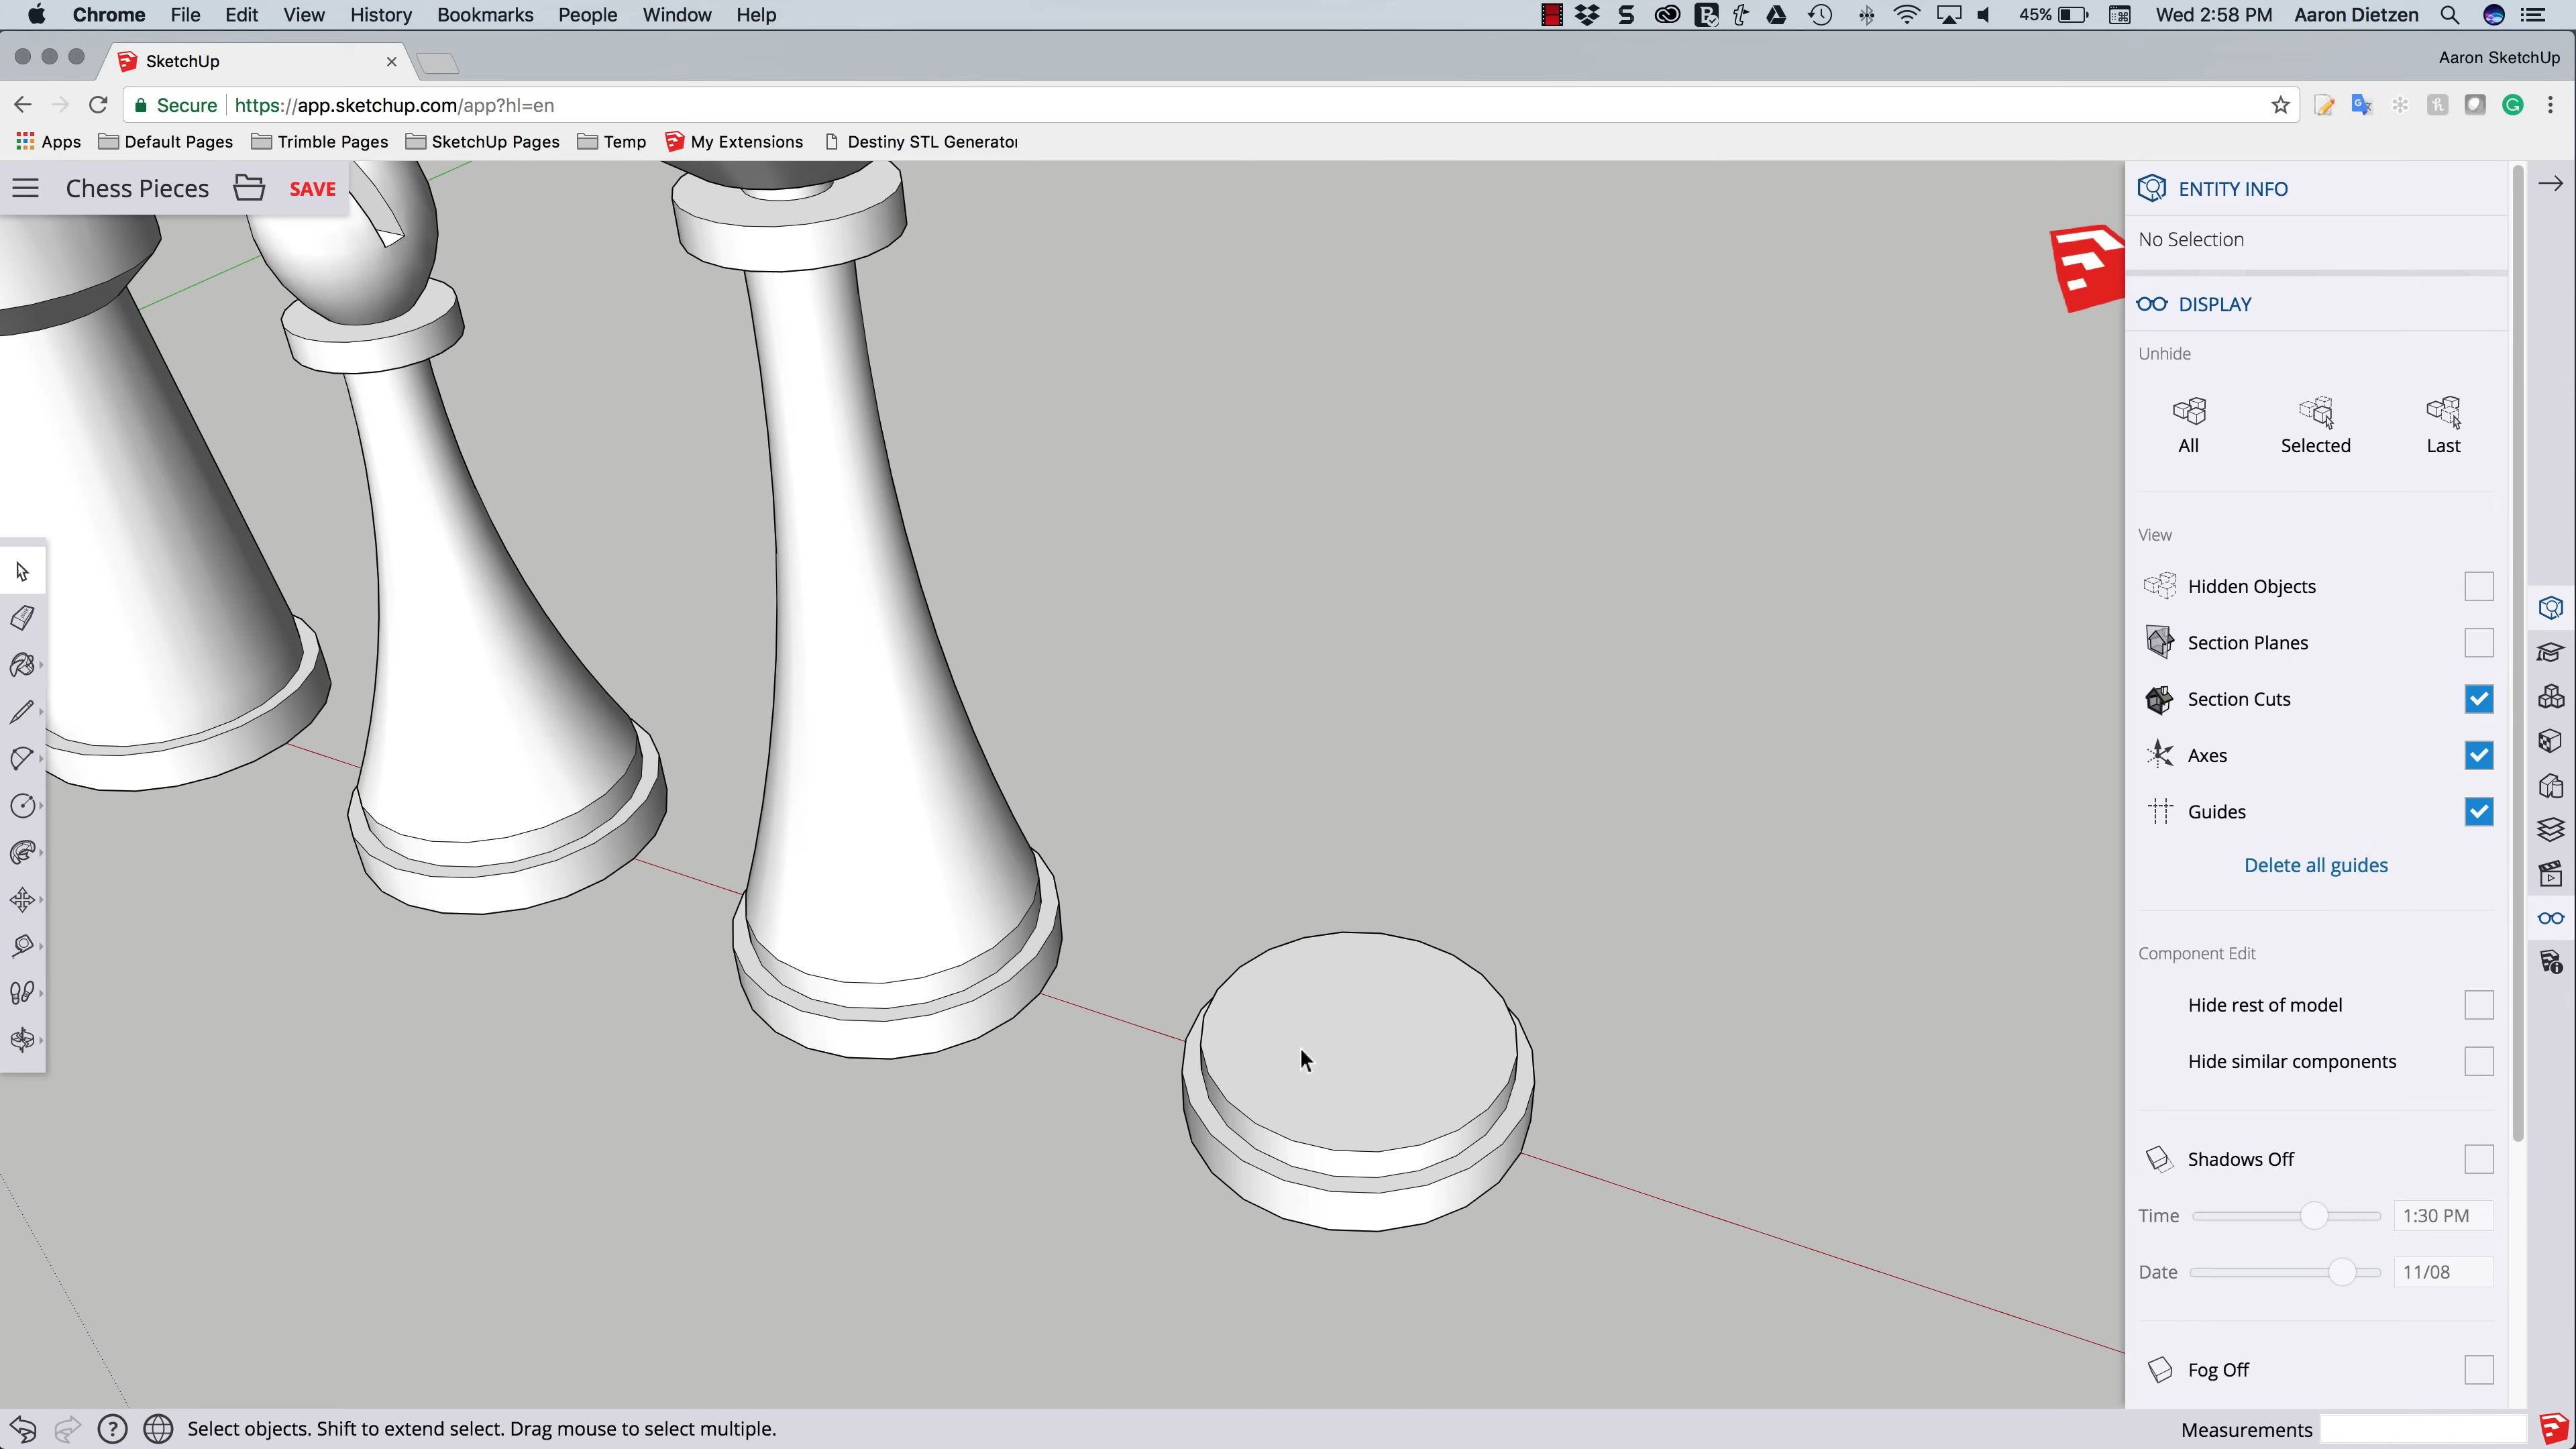 Chrome File Edit View History Bookmarks People Window Help 45% Wed 2:58 PM Aaron Dietzen
SketchUp Aaron SketchUp
Secure https://app.sketchup.com/app?hl=en
Apps Default Pages Trimble Pages SketchUp Pages Temp My Extensions Destiny STL Generator
Chess Pieces SAVE
ENTITY INFO
No Selection
DISPLAY
Unhide
All Selected Last
View
Hidden Objects
Section Planes
Section Cuts
Axes
Guides
Delete all guides
Component Edit
Hide rest of model
Hide similar components
Shadows Off
Time 1:30 PM
Date 11/08
Fog Off
Select objects. Shift to extend select. Drag mouse to select multiple. Measurements